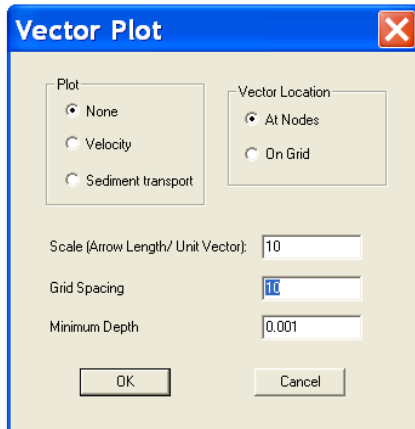 Vector Plot
Plot
None
Velocity
Sediment transport
Vector Location
At Nodes
On Grid
Scale (Arrow Length/ Unit Vector): 10
Grid Spacing 10
Minimum Depth 0.001
OK Cancel